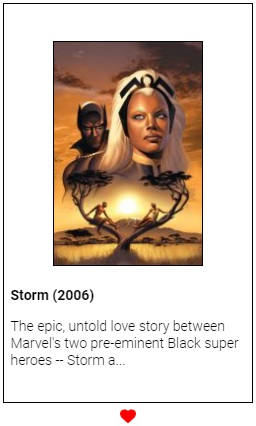 Storm (2006)
The epic, untold love story between
Marvel's two pre-eminent Black super
heroes -- Storm a...